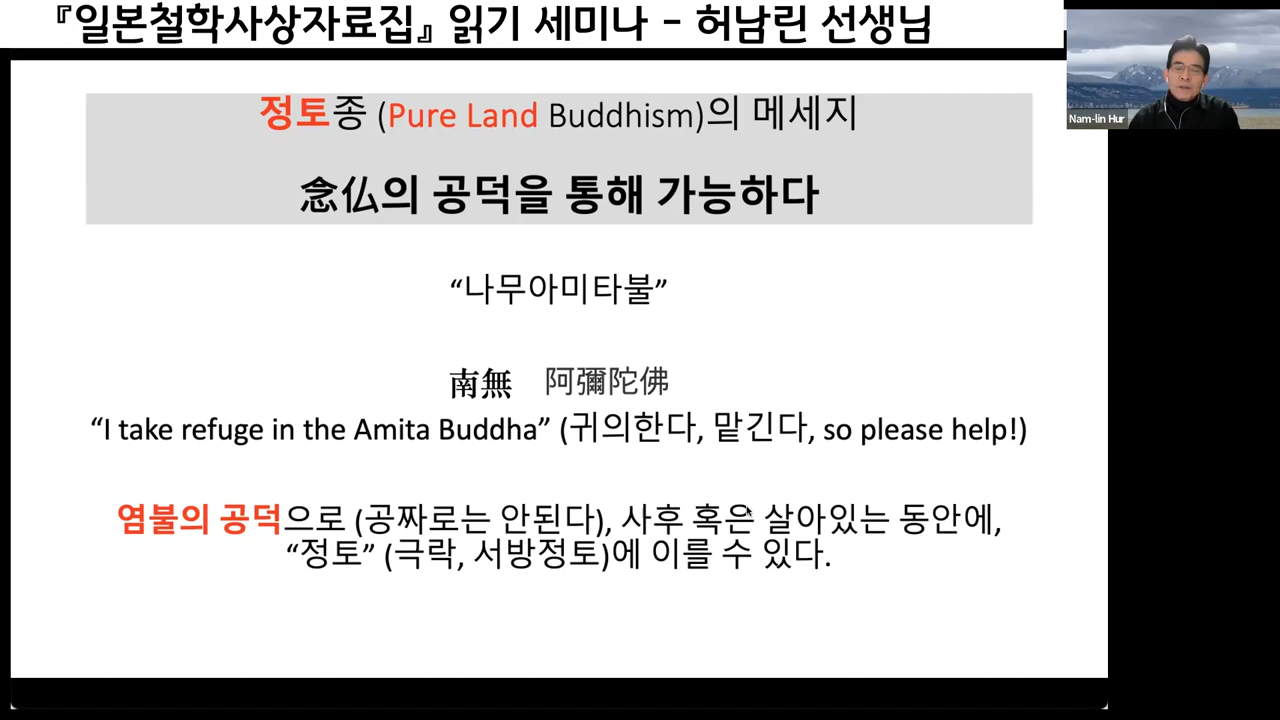 『일본철학사상자료집』 읽기 세미나 - 허남린 선생님
Nam-lin Hur
정토종 (Pure Land Buddhism)의 메세지
念仏의 공덕을 통해 가능하다
“나무아미타불”
南無 阿彌陀佛
“I take refuge in the Amita Buddha” (귀의한다, 맡긴다, so please help!)
염불의 공덕으로 (공짜로는 안된다), 사후 혹은 살아있는 동안에,
“정토” (극락, 서방정토)에 이를 수 있다.